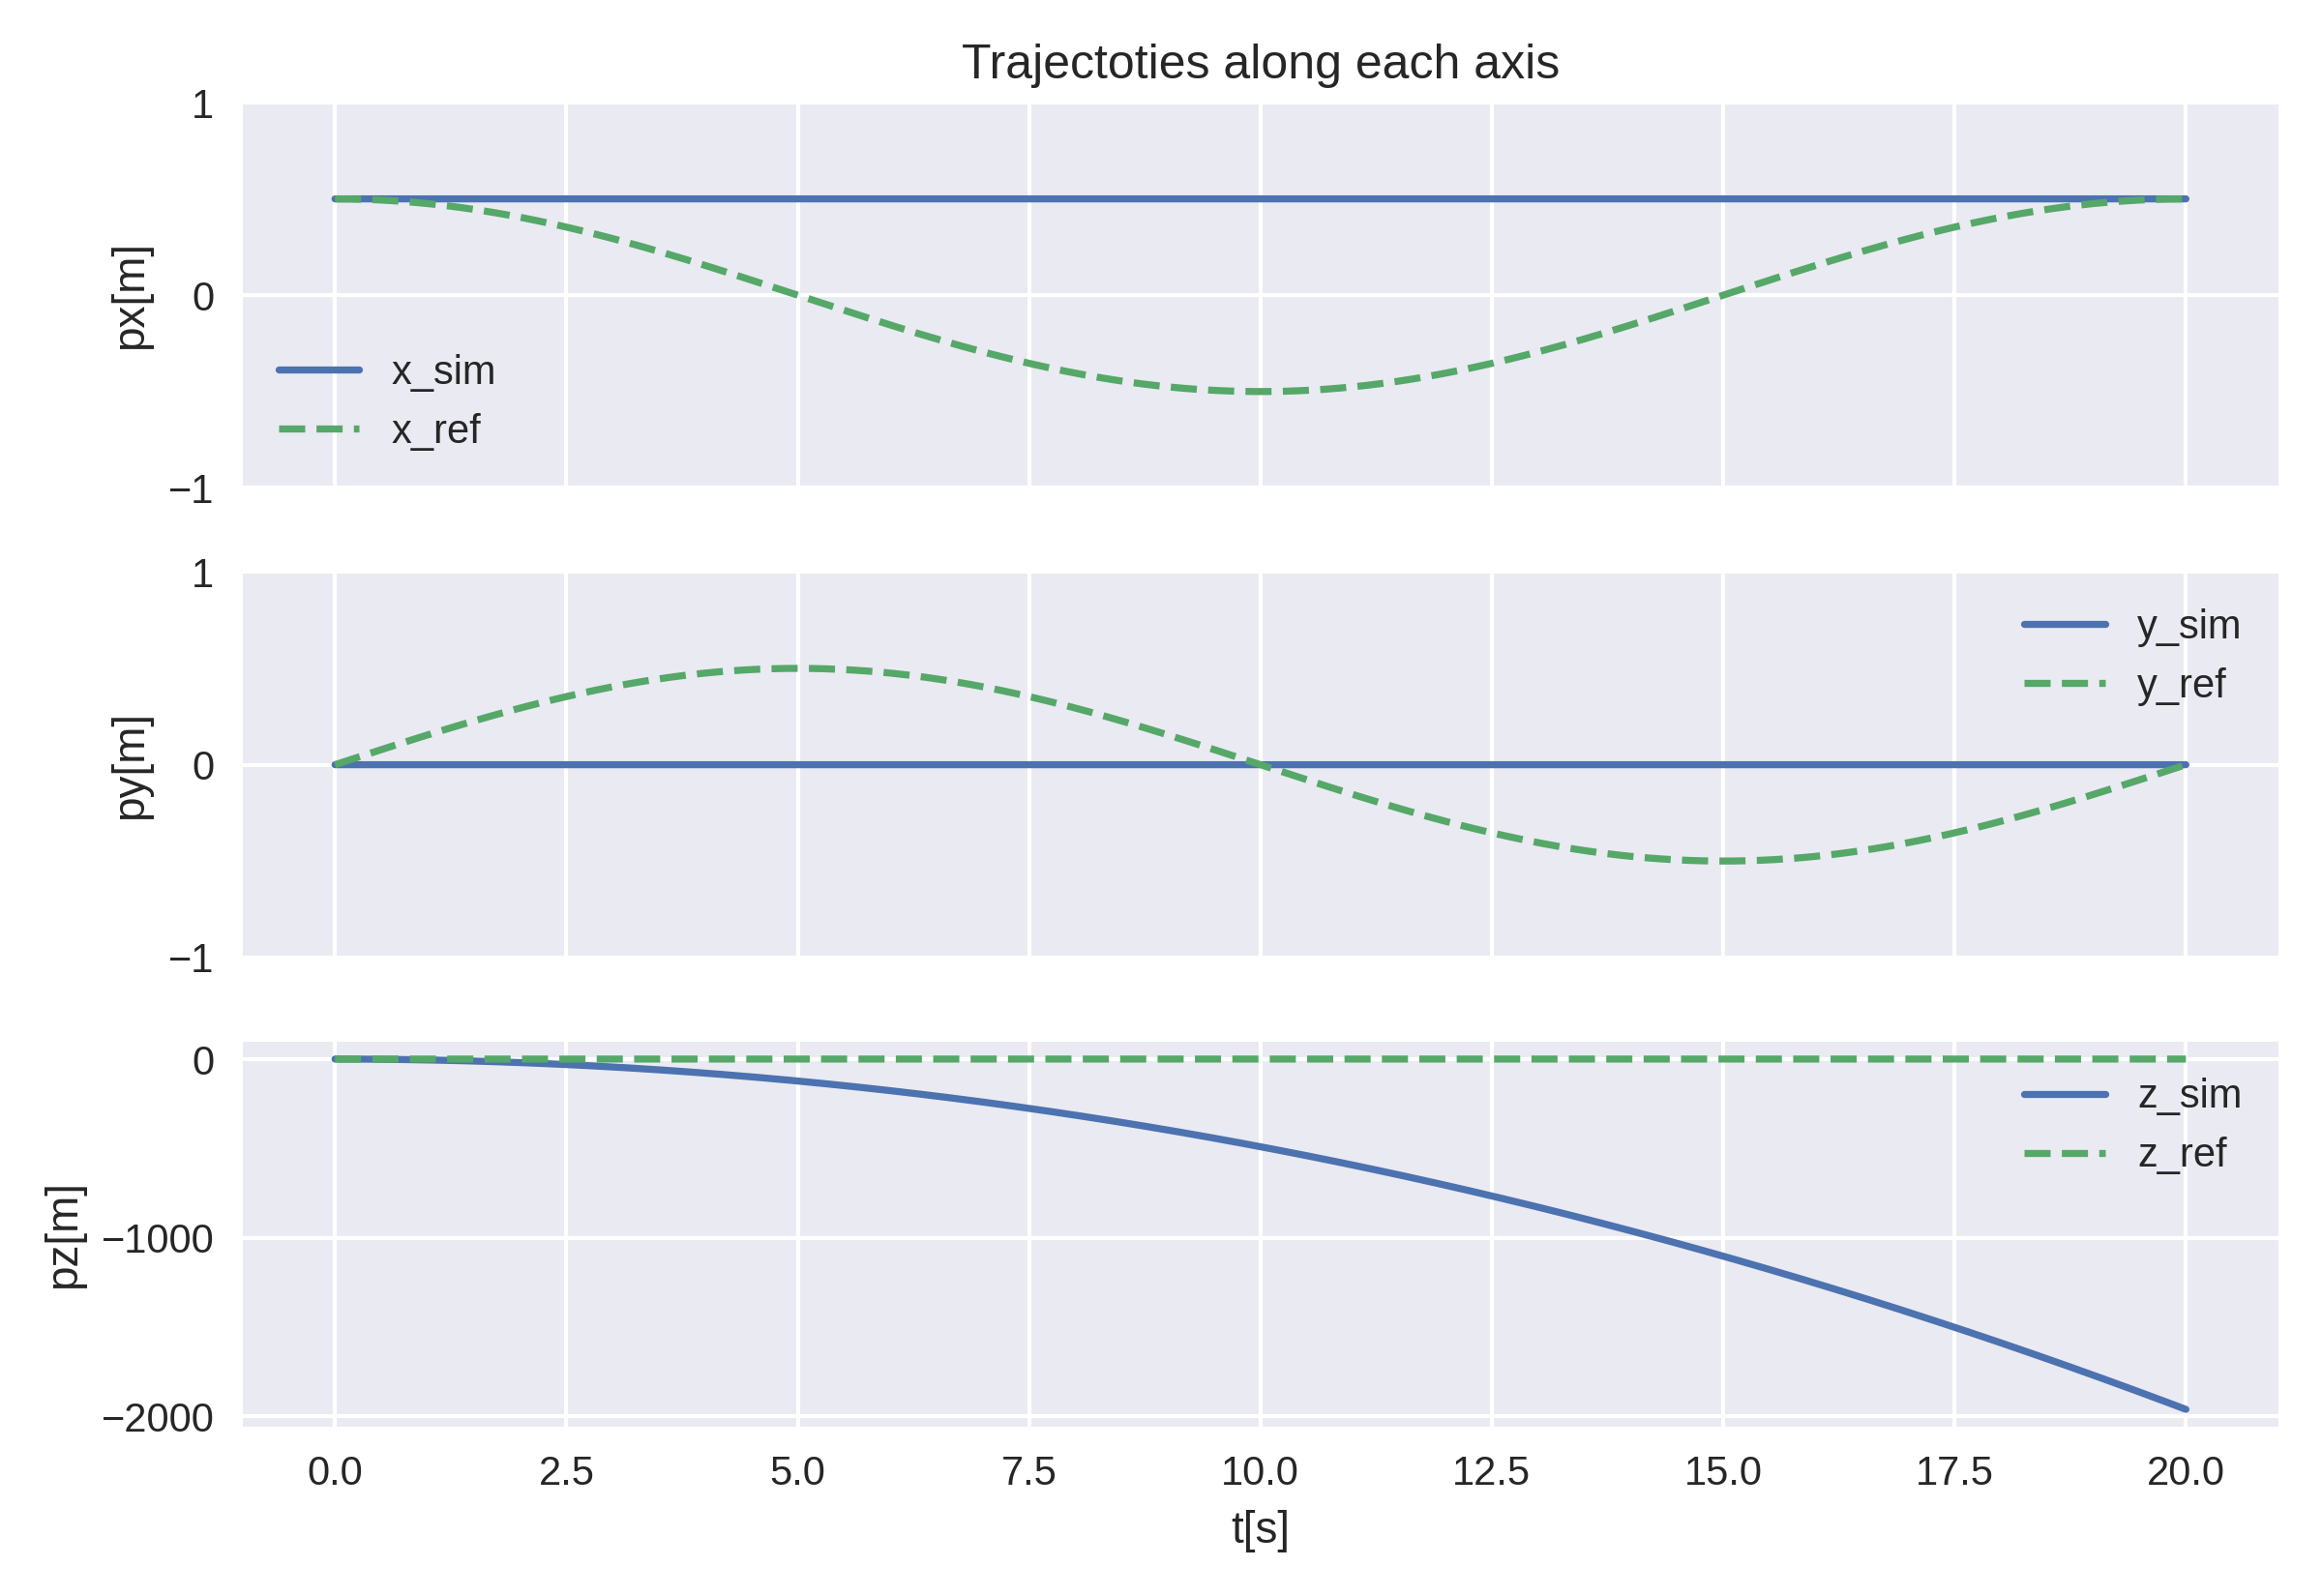 Trajectoties along each axis
1
0
−1
px[m]
x_sim
x_ref
1
0
−1
py[m]
y_sim
y_ref
0
−1000
−2000
pz[m]
z_sim
z_ref
0.0 2.5 5.0 7.5 10.0 12.5 15.0 17.5 20.0
t[s]